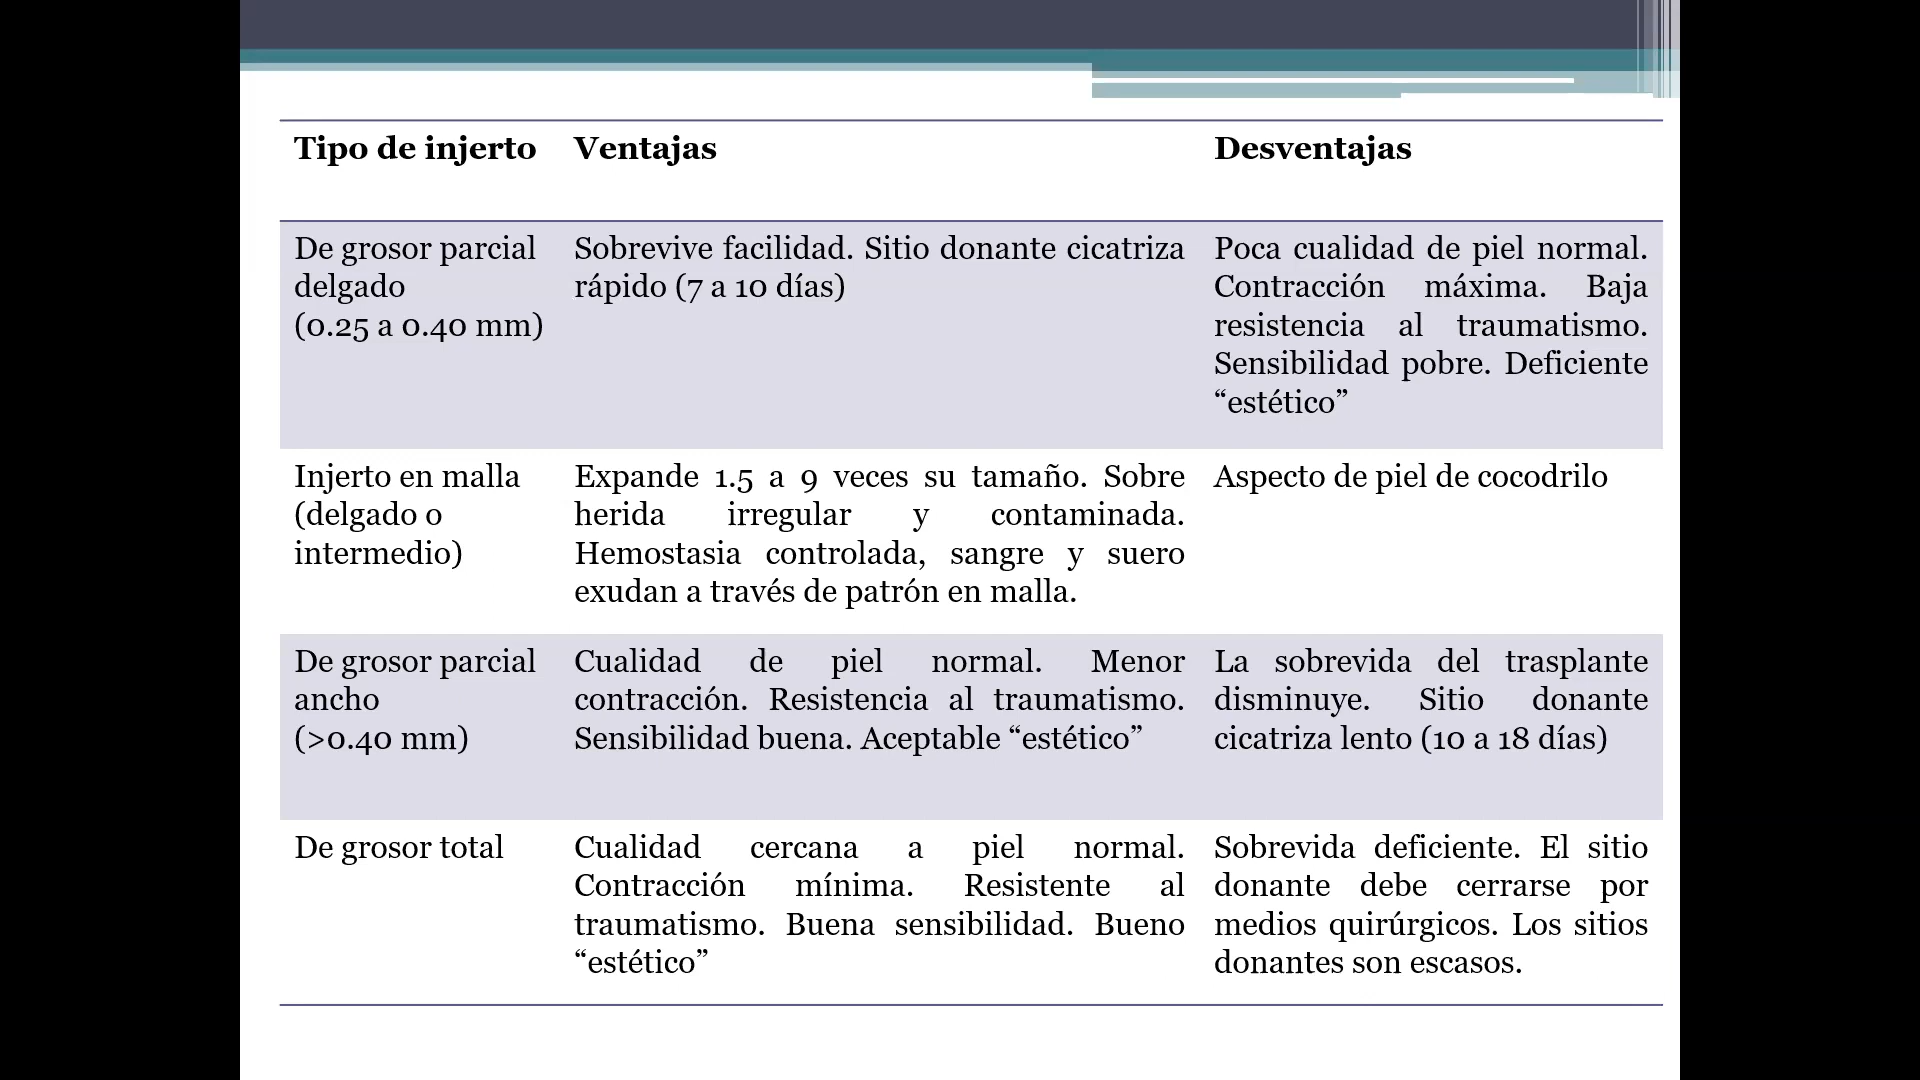 Tipo de injerto
Ventajas
Desventajas
De grosor parcial
delgado
(0.25 a 0.40 mm)
Sobrevive facilidad. Sitio donante cicatriza
rápido (7 a 10 días)
Poca cualidad de piel normal.
Contracción máxima. Baja
resistencia al traumatismo.
Sensibilidad pobre. Deficiente
“estético”
Injerto en malla
(delgado o
intermedio)
Expande 1.5 a 9 veces su tamaño. Sobre
herida irregular y contaminada.
Hemostasia controlada, sangre y suero
exudan a través de patrón en malla.
Aspecto de piel de cocodrilo
De grosor parcial
ancho
(>0.40 mm)
Cualidad de piel normal. Menor
contracción. Resistencia al traumatismo.
Sensibilidad buena. Aceptable “estético”
La sobrevida del trasplante
disminuye. Sitio donante
cicatriza lento (10 a 18 días)
De grosor total
Cualidad cercana a piel normal.
Contracción mínima. Resistente al
traumatismo. Buena sensibilidad. Bueno
“estético”
Sobrevida deficiente. El sitio
donante debe cerrarse por
medios quirúrgicos. Los sitios
donantes son escasos.